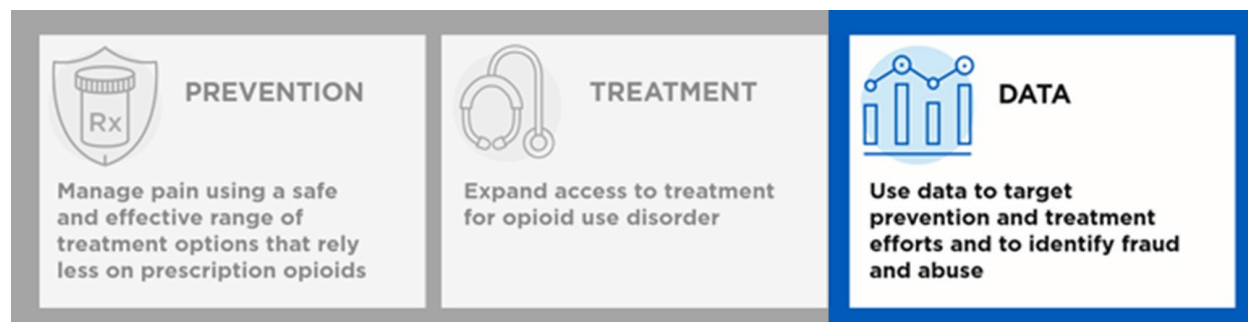 Rx
PREVENTION
Manage pain using a safe
and effective range of
treatment options that rely
less on prescription opioids
TREATMENT
Expand access to treatment
for opioid use disorder
DATA
Use data to target
prevention and treatment
efforts and to identify fraud
and abuse